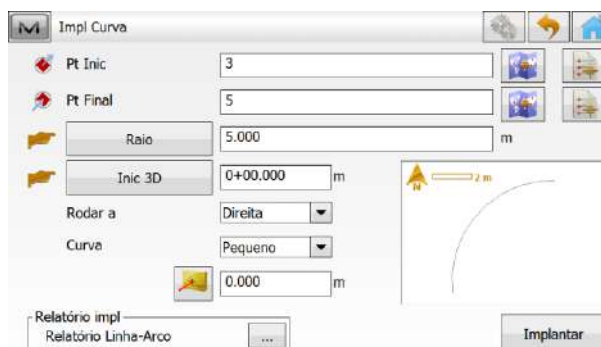 Impl Curva
Pt Inic 3
Pt Final 5
Raio 5.000 m
Inic 3D 0+00.000 m
N 2 m
Rodar a Direita
Curva Pequeno
0.000 m
Relatório impl
Relatório Linha-Arco ... Implantar